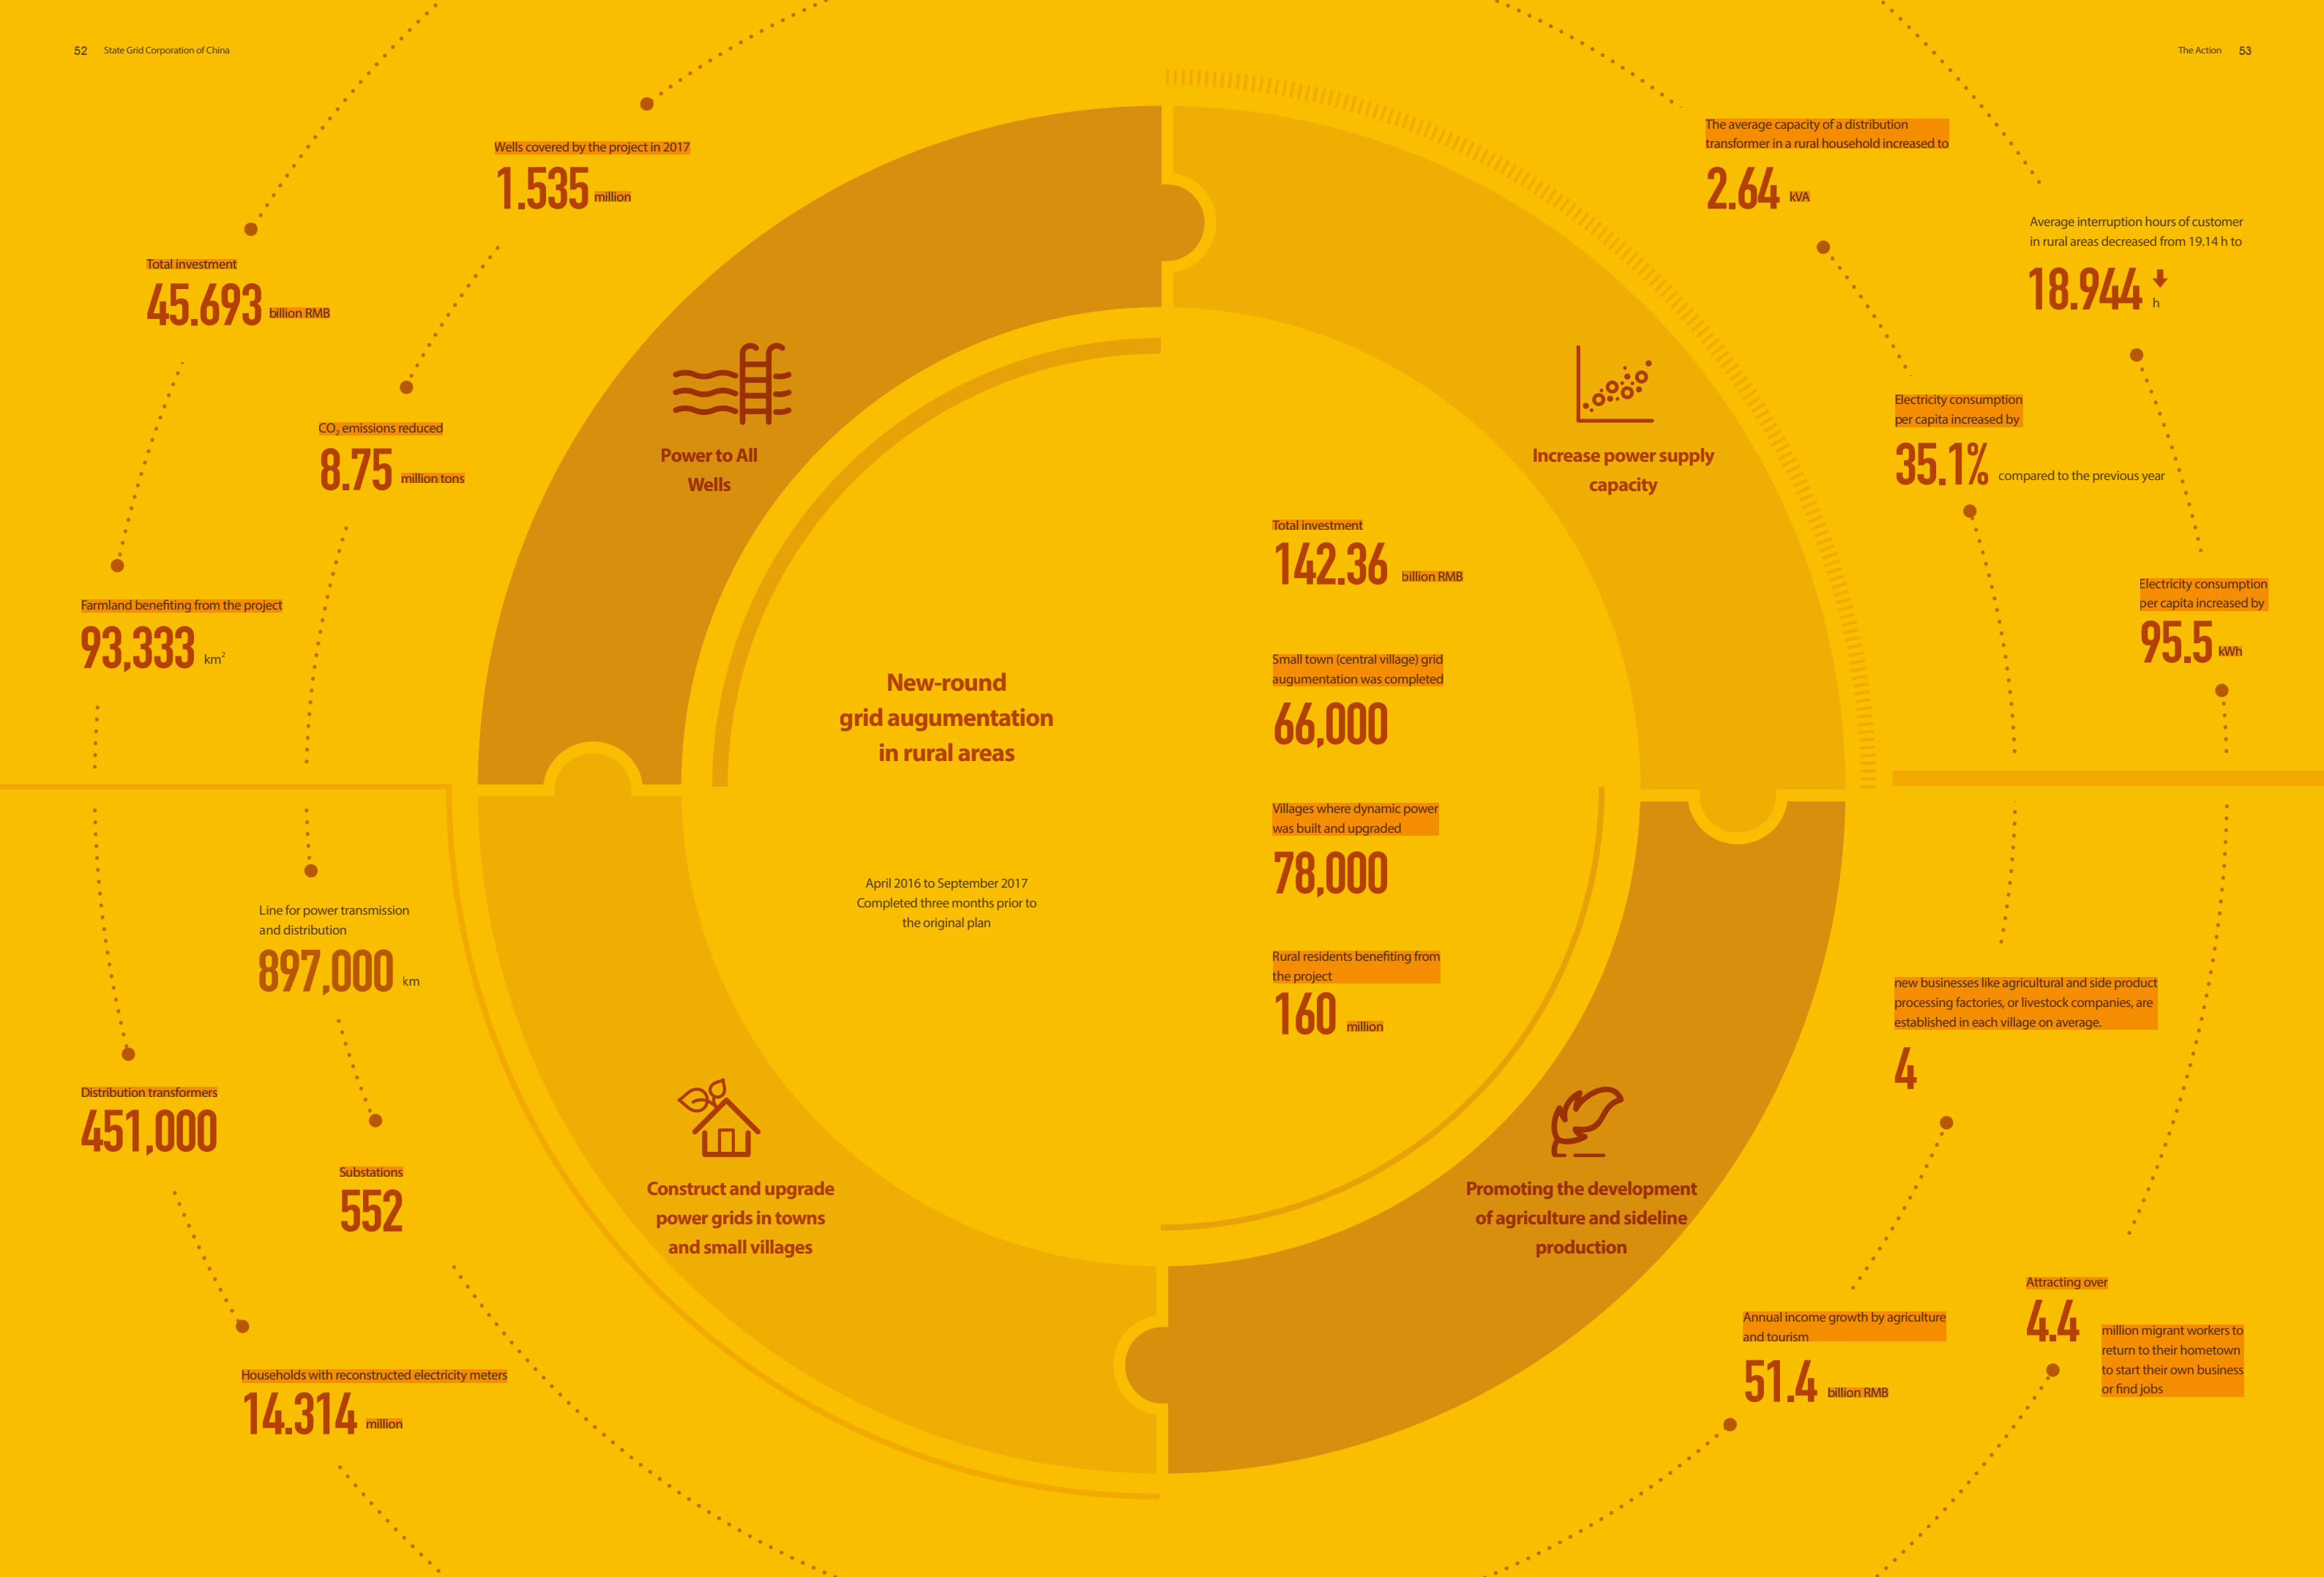 52 State Grid Corporation of China
The Action 53
Wells covered by the project in 2017
1.535 million
Total investment
45.693 billion RMB
CO₂ emissions reduced
8.75 million tons
Farmland benefiting from the project
93,333 km²
Power to All
Wells
Increase power supply
capacity
The average capacity of a distribution
transformer in a rural household increased to
2.64 kVA
Average interruption hours of customer
in rural areas decreased from 19.14 h to
18.944 h
Electricity consumption
per capita increased by
35.1% compared to the previous year
Electricity consumption
per capita increased by
95.5 kWh
New-round
grid augumentation
in rural areas
April 2016 to September 2017
Completed three months prior to
the original plan
Total investment
142.36 billion RMB
Small town (central village) grid
augumentation was completed
66,000
Villages where dynamic power
was built and upgraded
78,000
Rural residents benefiting from
the project
160 million
Line for power transmission
and distribution
897,000 km
Distribution transformers
451,000
Substations
552
Households with reconstructed electricity meters
14.314 million
Construct and upgrade
power grids in towns
and small villages
Promoting the development
of agriculture and sideline
production
new businesses like agricultural and side product
processing factories, or livestock companies, are
established in each village on average.
4
Annual income growth by agriculture
and tourism
51.4 billion RMB
Attracting over
4.4 million migrant workers to
return to their hometown
to start their own business
or find jobs